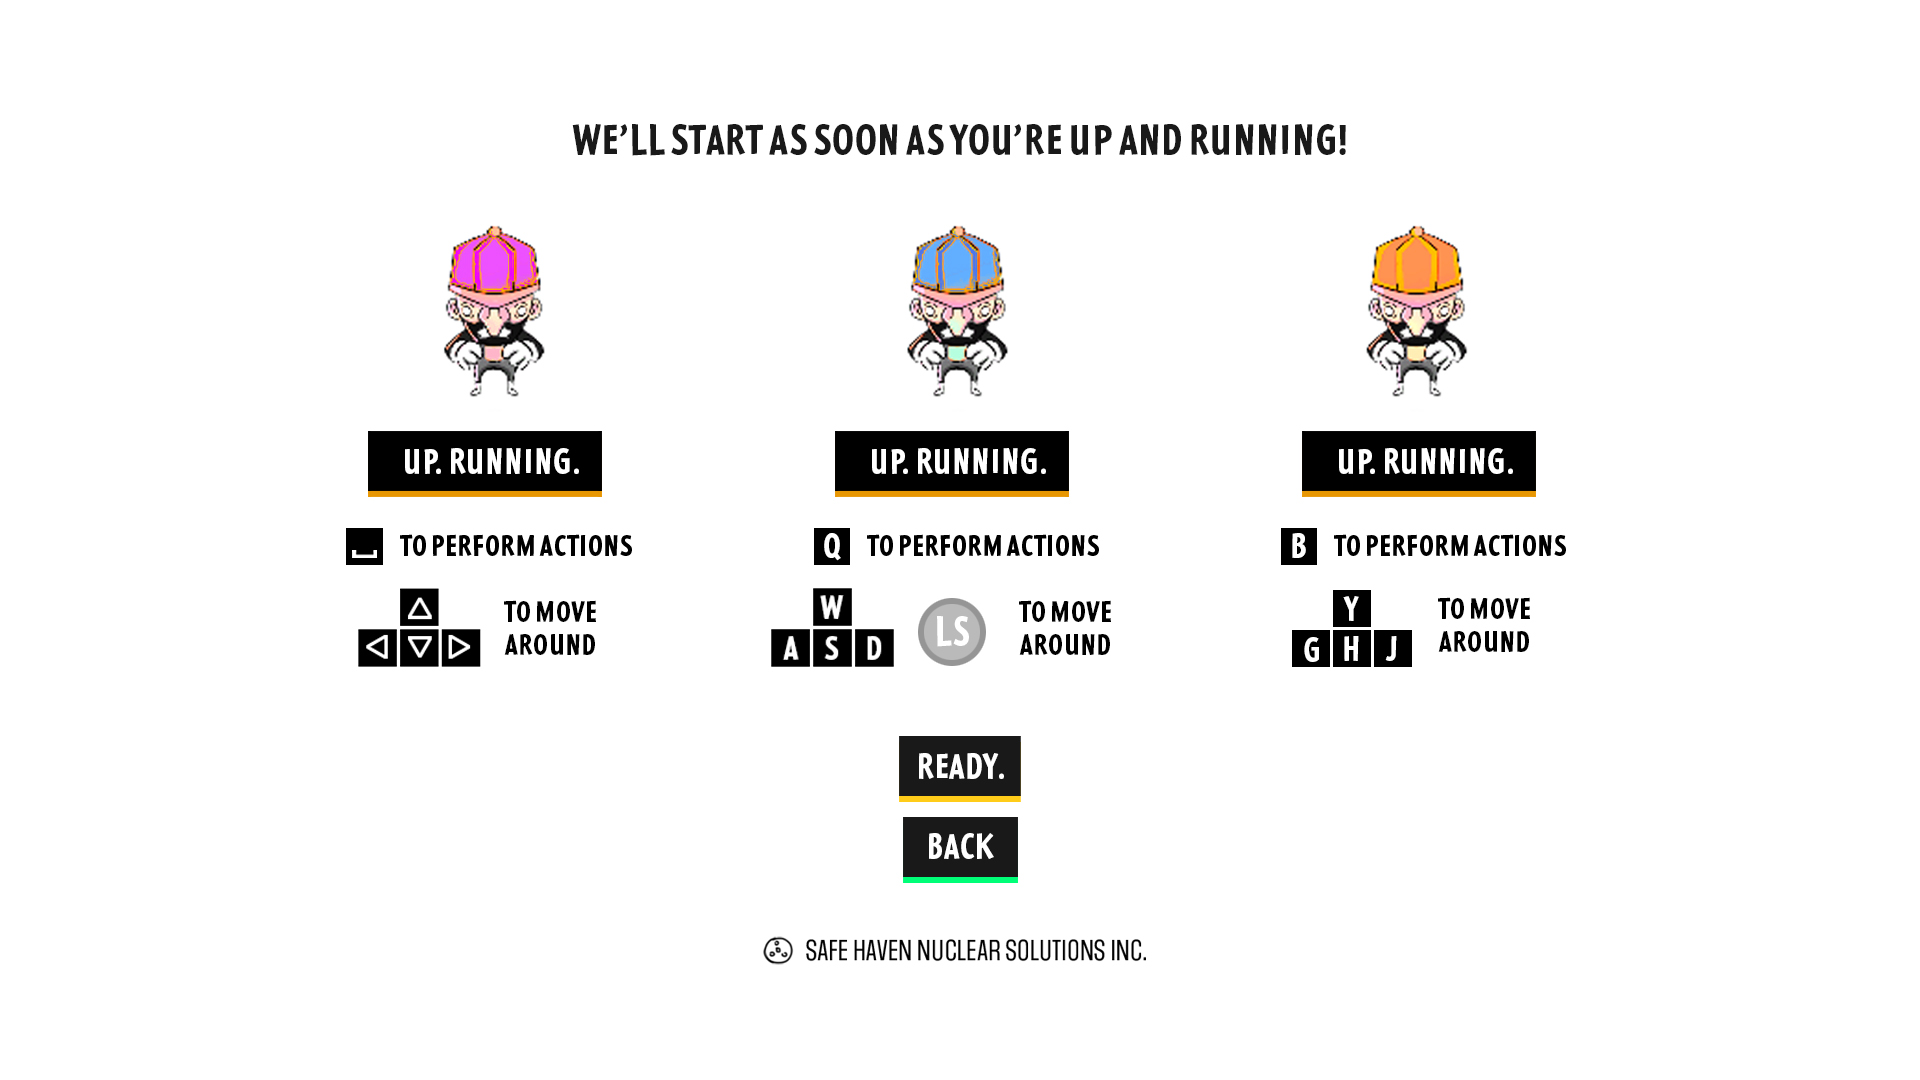 WE'LL START AS SOON AS YOU'RE UP AND RUNNING!
UP. RUNNING.
TO PERFORM ACTIONS
TO MOVE
AROUND
UP. RUNNING.
Q TO PERFORM ACTIONS
W
A S D
LS
TO MOVE
AROUND
UP. RUNNING.
B TO PERFORM ACTIONS
Y
G H J
TO MOVE
AROUND
READY.
BACK
SAFE HAVEN NUCLEAR SOLUTIONS INC.